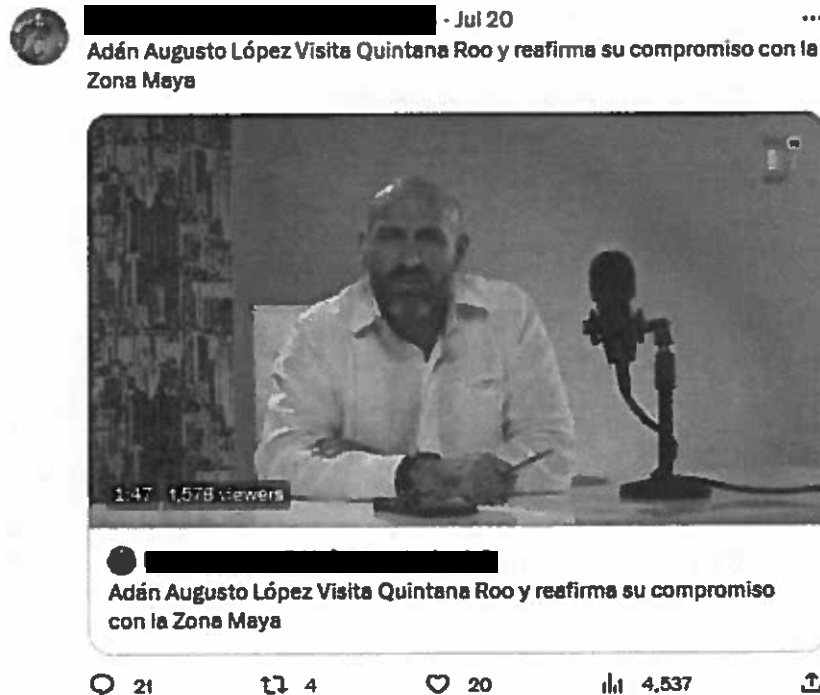 · Jul 20
Adán Augusto López Visita Quintana Roo y reafirma su compromiso con la
Zona Maya
1:47 1,578 viewers
Adán Augusto López Visita Quintana Roo y reafirma su compromiso
con la Zona Maya
21 4 20 4,537